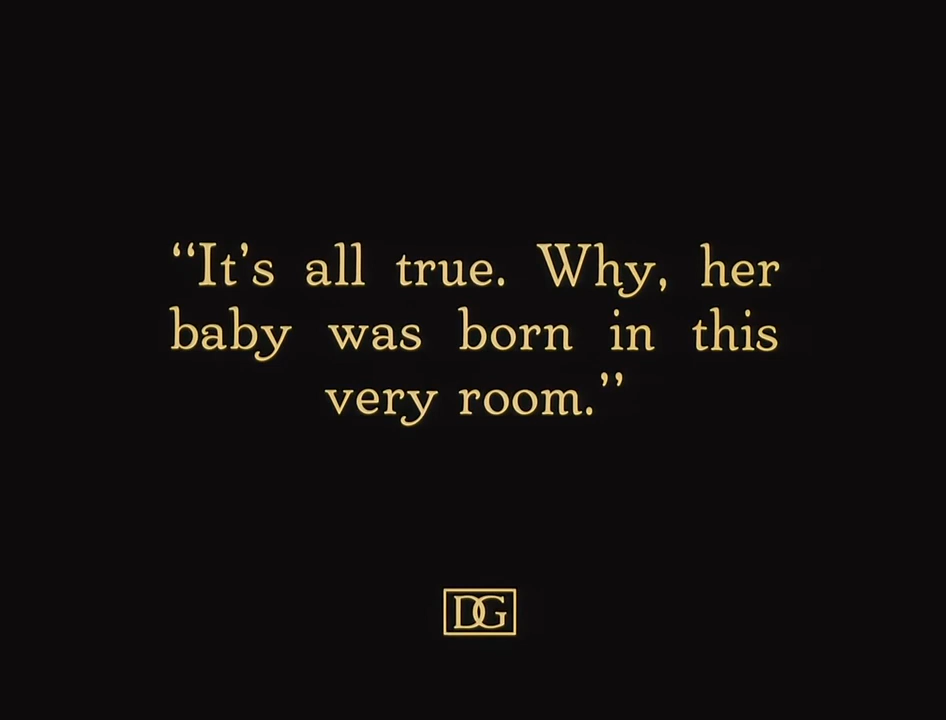 “It’s all true. Why, her
baby was born in this
very room.”
DG